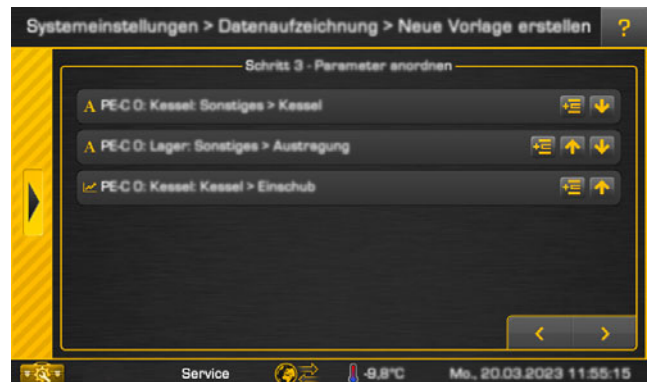 Systemeinstellungen > Datenaufzeichnung > Neue Vorlage erstellen ?
Schritt 3 - Parameter anordnen
A PE-C 0: Kessel: Sonstiges > Kessel
A PE-C 0: Lager: Sonstiges > Austragung
PE-C 0: Kessel: Kessel > Einschub
Service -9,8°C Mo., 20.03.2023 11:55:15